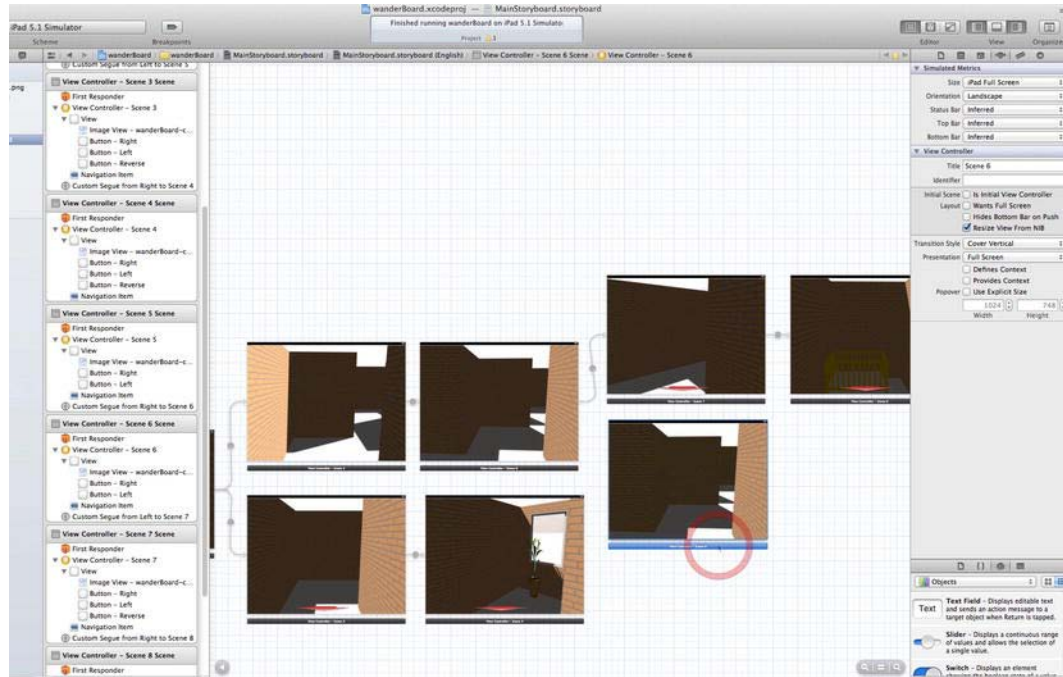 wanderBoard.xcodeproj — MainStoryboard.storyboard
iPad 5.1 Simulator
Finished running wanderBoard on iPad 5.1 Simulator
Project 1
Scheme
Breakpoints
Editor
View
Organizer
wanderBoard
wanderBoard
MainStoryboard.storyboard
MainStoryboard.storyboard (English)
View Controller - Scene 6 Scene
View Controller - Scene 6
.png
Custom Segue from Left to Scene 5
View Controller - Scene 3 Scene
First Responder
View Controller - Scene 3
View
Image View - wanderBoard-c...
Button - Right
Button - Left
Button - Reverse
Navigation Item
Custom Segue from Right to Scene 4
View Controller - Scene 4 Scene
First Responder
View Controller - Scene 4
View
Image View - wanderBoard-c...
Button - Right
Button - Left
Button - Reverse
Navigation Item
View Controller - Scene 5 Scene
First Responder
View Controller - Scene 5
View
Image View - wanderBoard-c...
Button - Right
Button - Left
Button - Reverse
Navigation Item
Custom Segue from Right to Scene 6
View Controller - Scene 6 Scene
First Responder
View Controller - Scene 6
View
Image View - wanderBoard-c...
Button - Right
Button - Left
Navigation Item
Custom Segue from Left to Scene 7
View Controller - Scene 7 Scene
First Responder
View Controller - Scene 7
View
Image View - wanderBoard-c...
Button - Right
Button - Left
Button - Reverse
Navigation Item
Custom Segue from Right to Scene 8
View Controller - Scene 8 Scene
First Responder
Simulated Metrics
Size iPad Full Screen
Orientation Landscape
Status Bar Inferred
Top Bar Inferred
Bottom Bar Inferred
View Controller
Title Scene 6
Identifier
Initial Scene Is Initial View Controller
Layout Wants Full Screen
Hides Bottom Bar on Push
Resize View From NIB
Transition Style Cover Vertical
Presentation Full Screen
Defines Context
Provides Context
Popover Use Explicit Size
1024 748
Width Height
Objects
Text
Text Field - Displays editable text
and sends an action message to a
target object when Return is tapped.
Slider - Displays a continuous range
of values and allows the selection of
a single value.
Switch - Displays an element